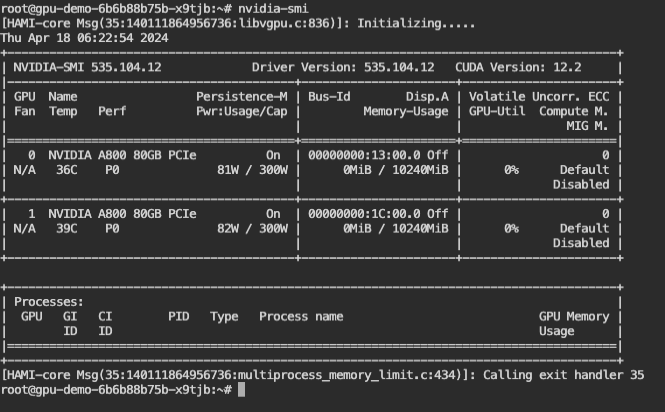 root@gpu-demo-6b6b88b75b-x9tjb:~# nvidia-smi
[HAMI-core Msg(35:140111864956736:libvgpu.c:836)]: Initializing.....
Thu Apr 18 06:22:54 2024
+-----------------------------------------------------------------------------+
| NVIDIA-SMI 535.104.12    Driver Version: 535.104.12    CUDA Version: 12.2 |
| GPU  Name    Persistence-M | Bus-Id    Disp.A | Volatile Uncorr. ECC |
| Fan  Temp  Perf    Pwr:Usage/Cap | Memory-Usage | GPU-Util  Compute M. |
| | | MIG M. |
|=============================================================================|
| 0  NVIDIA A800 80GB PCIe    On | 00000000:13:00.0 Off | 0 |
| N/A  36C  P0    81W / 300W | 0MiB / 10240MiB | 0%    Default |
| | | Disabled |
+-----------------------------------------------------------------------------+
| 1  NVIDIA A800 80GB PCIe    On | 00000000:1C:00.0 Off | 0 |
| N/A  39C  P0    82W / 300W | 0MiB / 10240MiB | 0%    Default |
| | | Disabled |
+-----------------------------------------------------------------------------+
+-----------------------------------------------------------------------------+
| Processes: |
| GPU  GI  CI    PID  Type  Process name    GPU Memory |
| ID  ID    Usage |
|=============================================================================|
+-----------------------------------------------------------------------------+
[HAMI-core Msg(35:140111864956736:multiprocess_memory_limit.c:434)]: Calling exit handler 35
root@gpu-demo-6b6b88b75b-x9tjb:~#